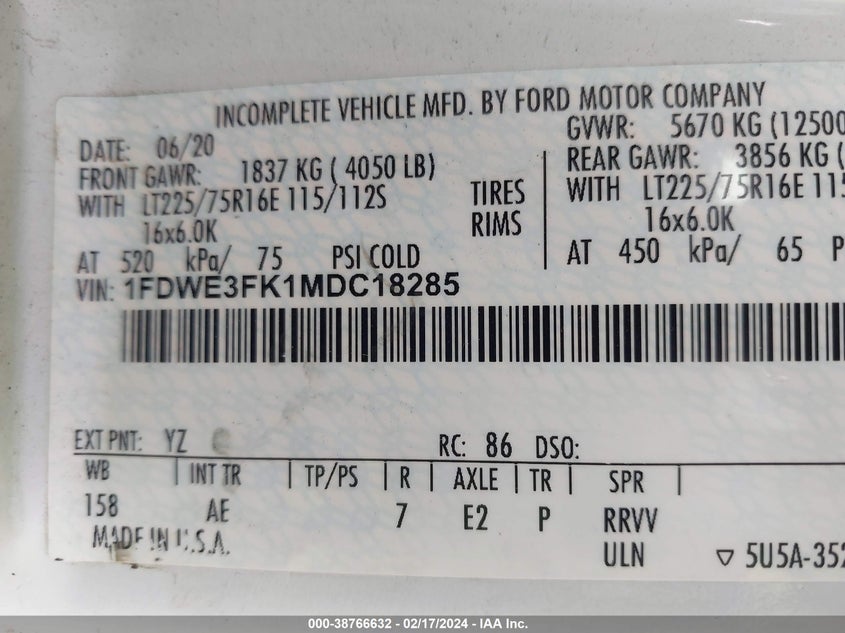 INCOMPLETE VEHICLE MFD. BY FORD MOTOR COMPANY
DATE: 06/20 GVWR: 5670 KG (12500
FRONT GAWR: 1837 KG ( 4050 LB) REAR GAWR: 3856 KG (
WITH LT225/75R16E 115/112S TIRES WITH LT225/75R16E 115
16x6.0K RIMS 16x6.0K
AT 520 kPa/ 75 PSI COLD AT 450 kPa/ 65 P
VIN: 1FDWE3FK1MDC18285
EXT PNT: YZ RC: 86 DSO:
WB | INT TR | TP/PS | R | AXLE | TR | SPR |
158 AE 7 E2 P RRVV
MADE IN U.S.A. ULN ▽ 5U5A-352
000-38766632 - 02/17/2024 - IAA Inc.